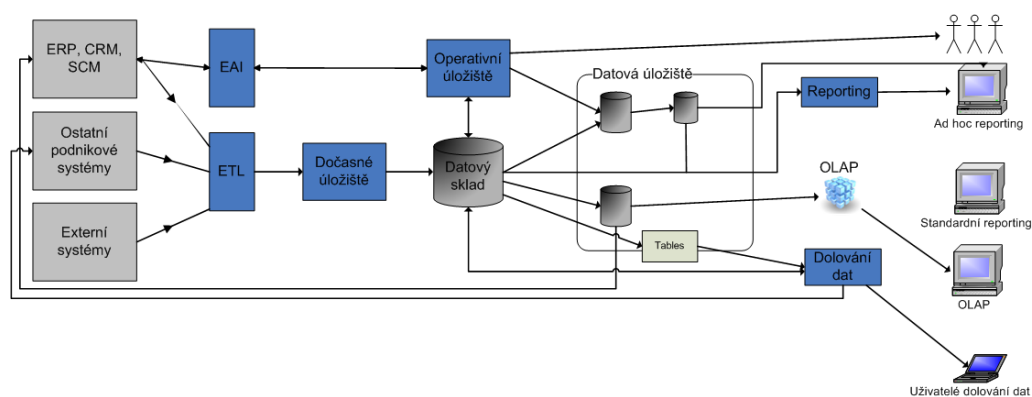 ERP, CRM,
SCM
EAI
Operativní
úložiště
Datová úložiště
Reporting
Ad hoc reporting
Ostatní
podnikové
systémy
ETL
Dočasné
úložiště
Datový
sklad
OLAP
Standardní reporting
Externí
systémy
Tables
Dolování
dat
OLAP
Uživatelé dolování dat